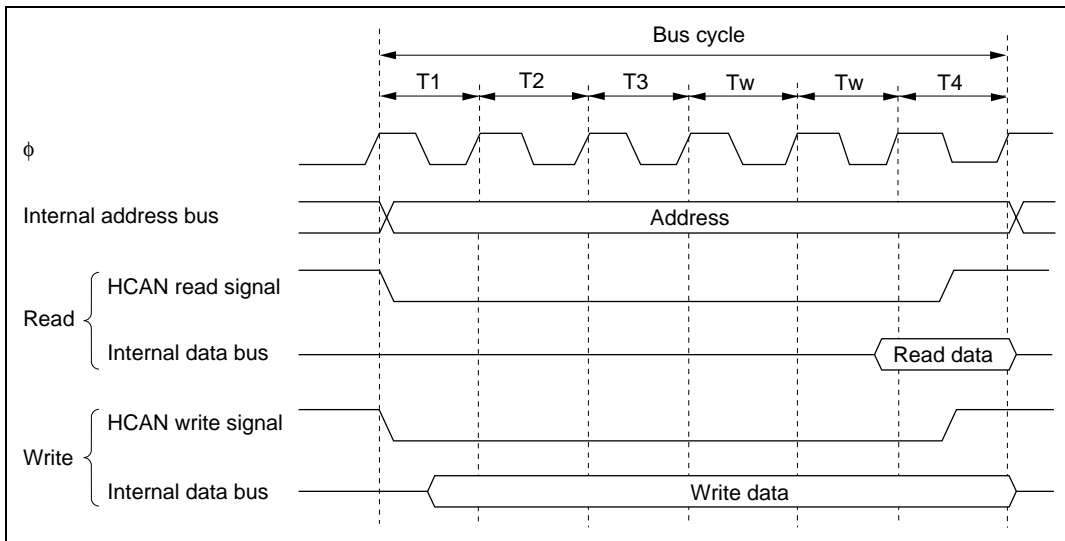 Bus cycle
T1 T2 T3 Tw Tw T4
ϕ
Internal address bus Address
HCAN read signal
Read
Internal data bus Read data
HCAN write signal
Write
Internal data bus Write data